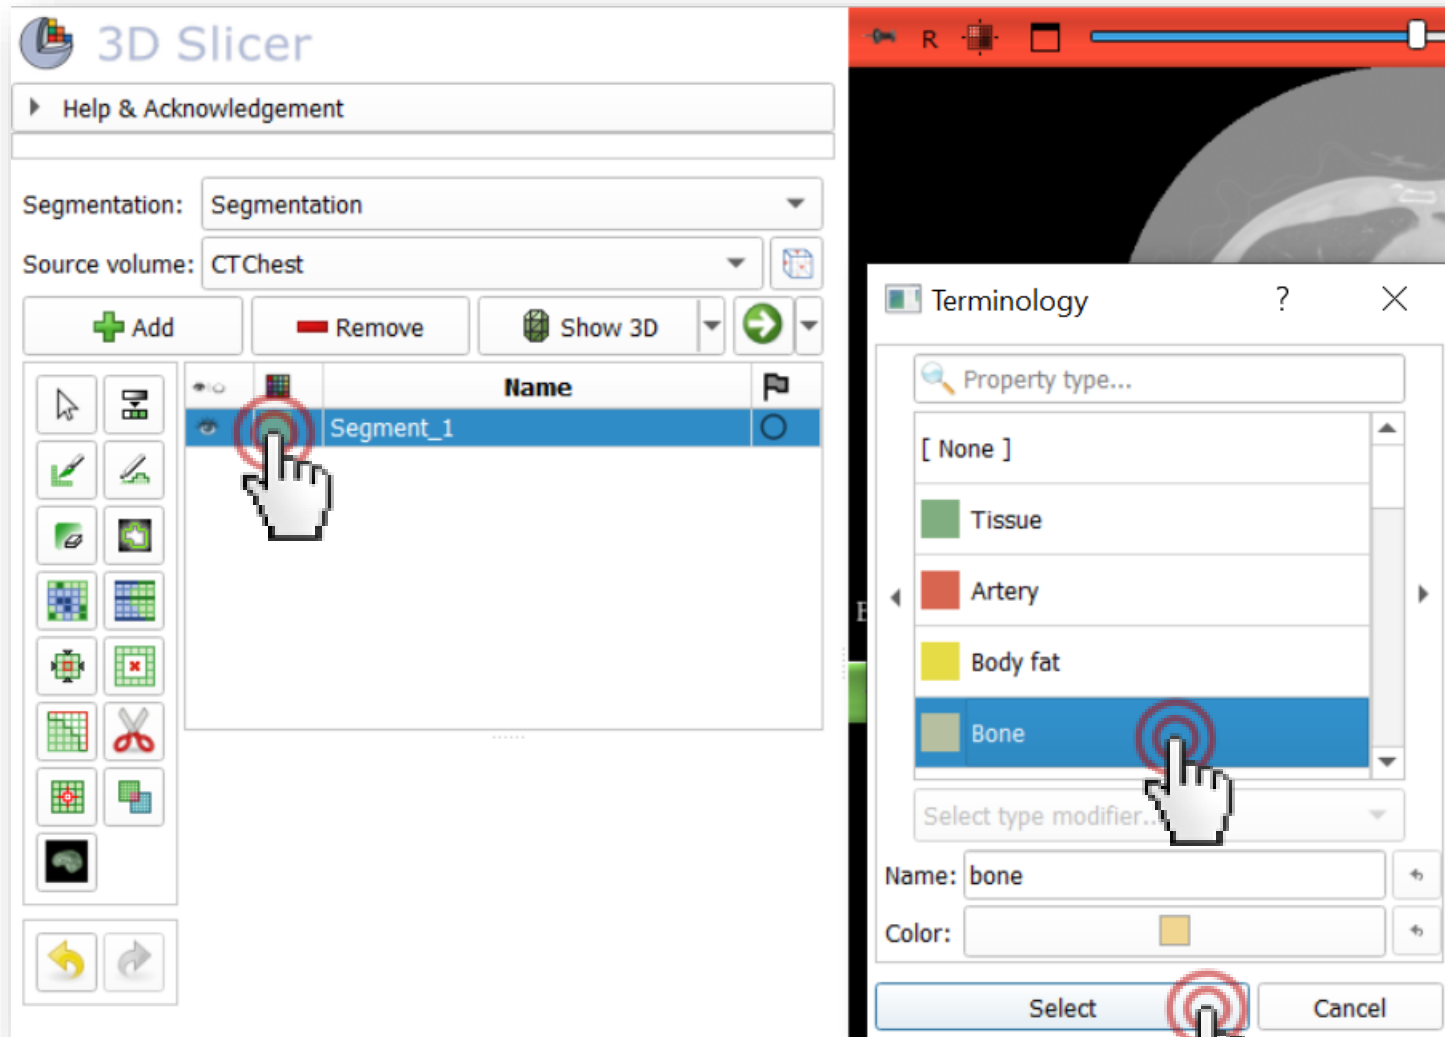 3D Slicer
R
Help & Acknowledgement
Segmentation: Segmentation
Source volume: CTChest
Add Remove Show 3D
Name
Segment_1
Terminology ?
Property type...
[ None ]
Tissue
Artery
Body fat
Bone
Select type modifier...
Name: bone
Color:
Select Cancel